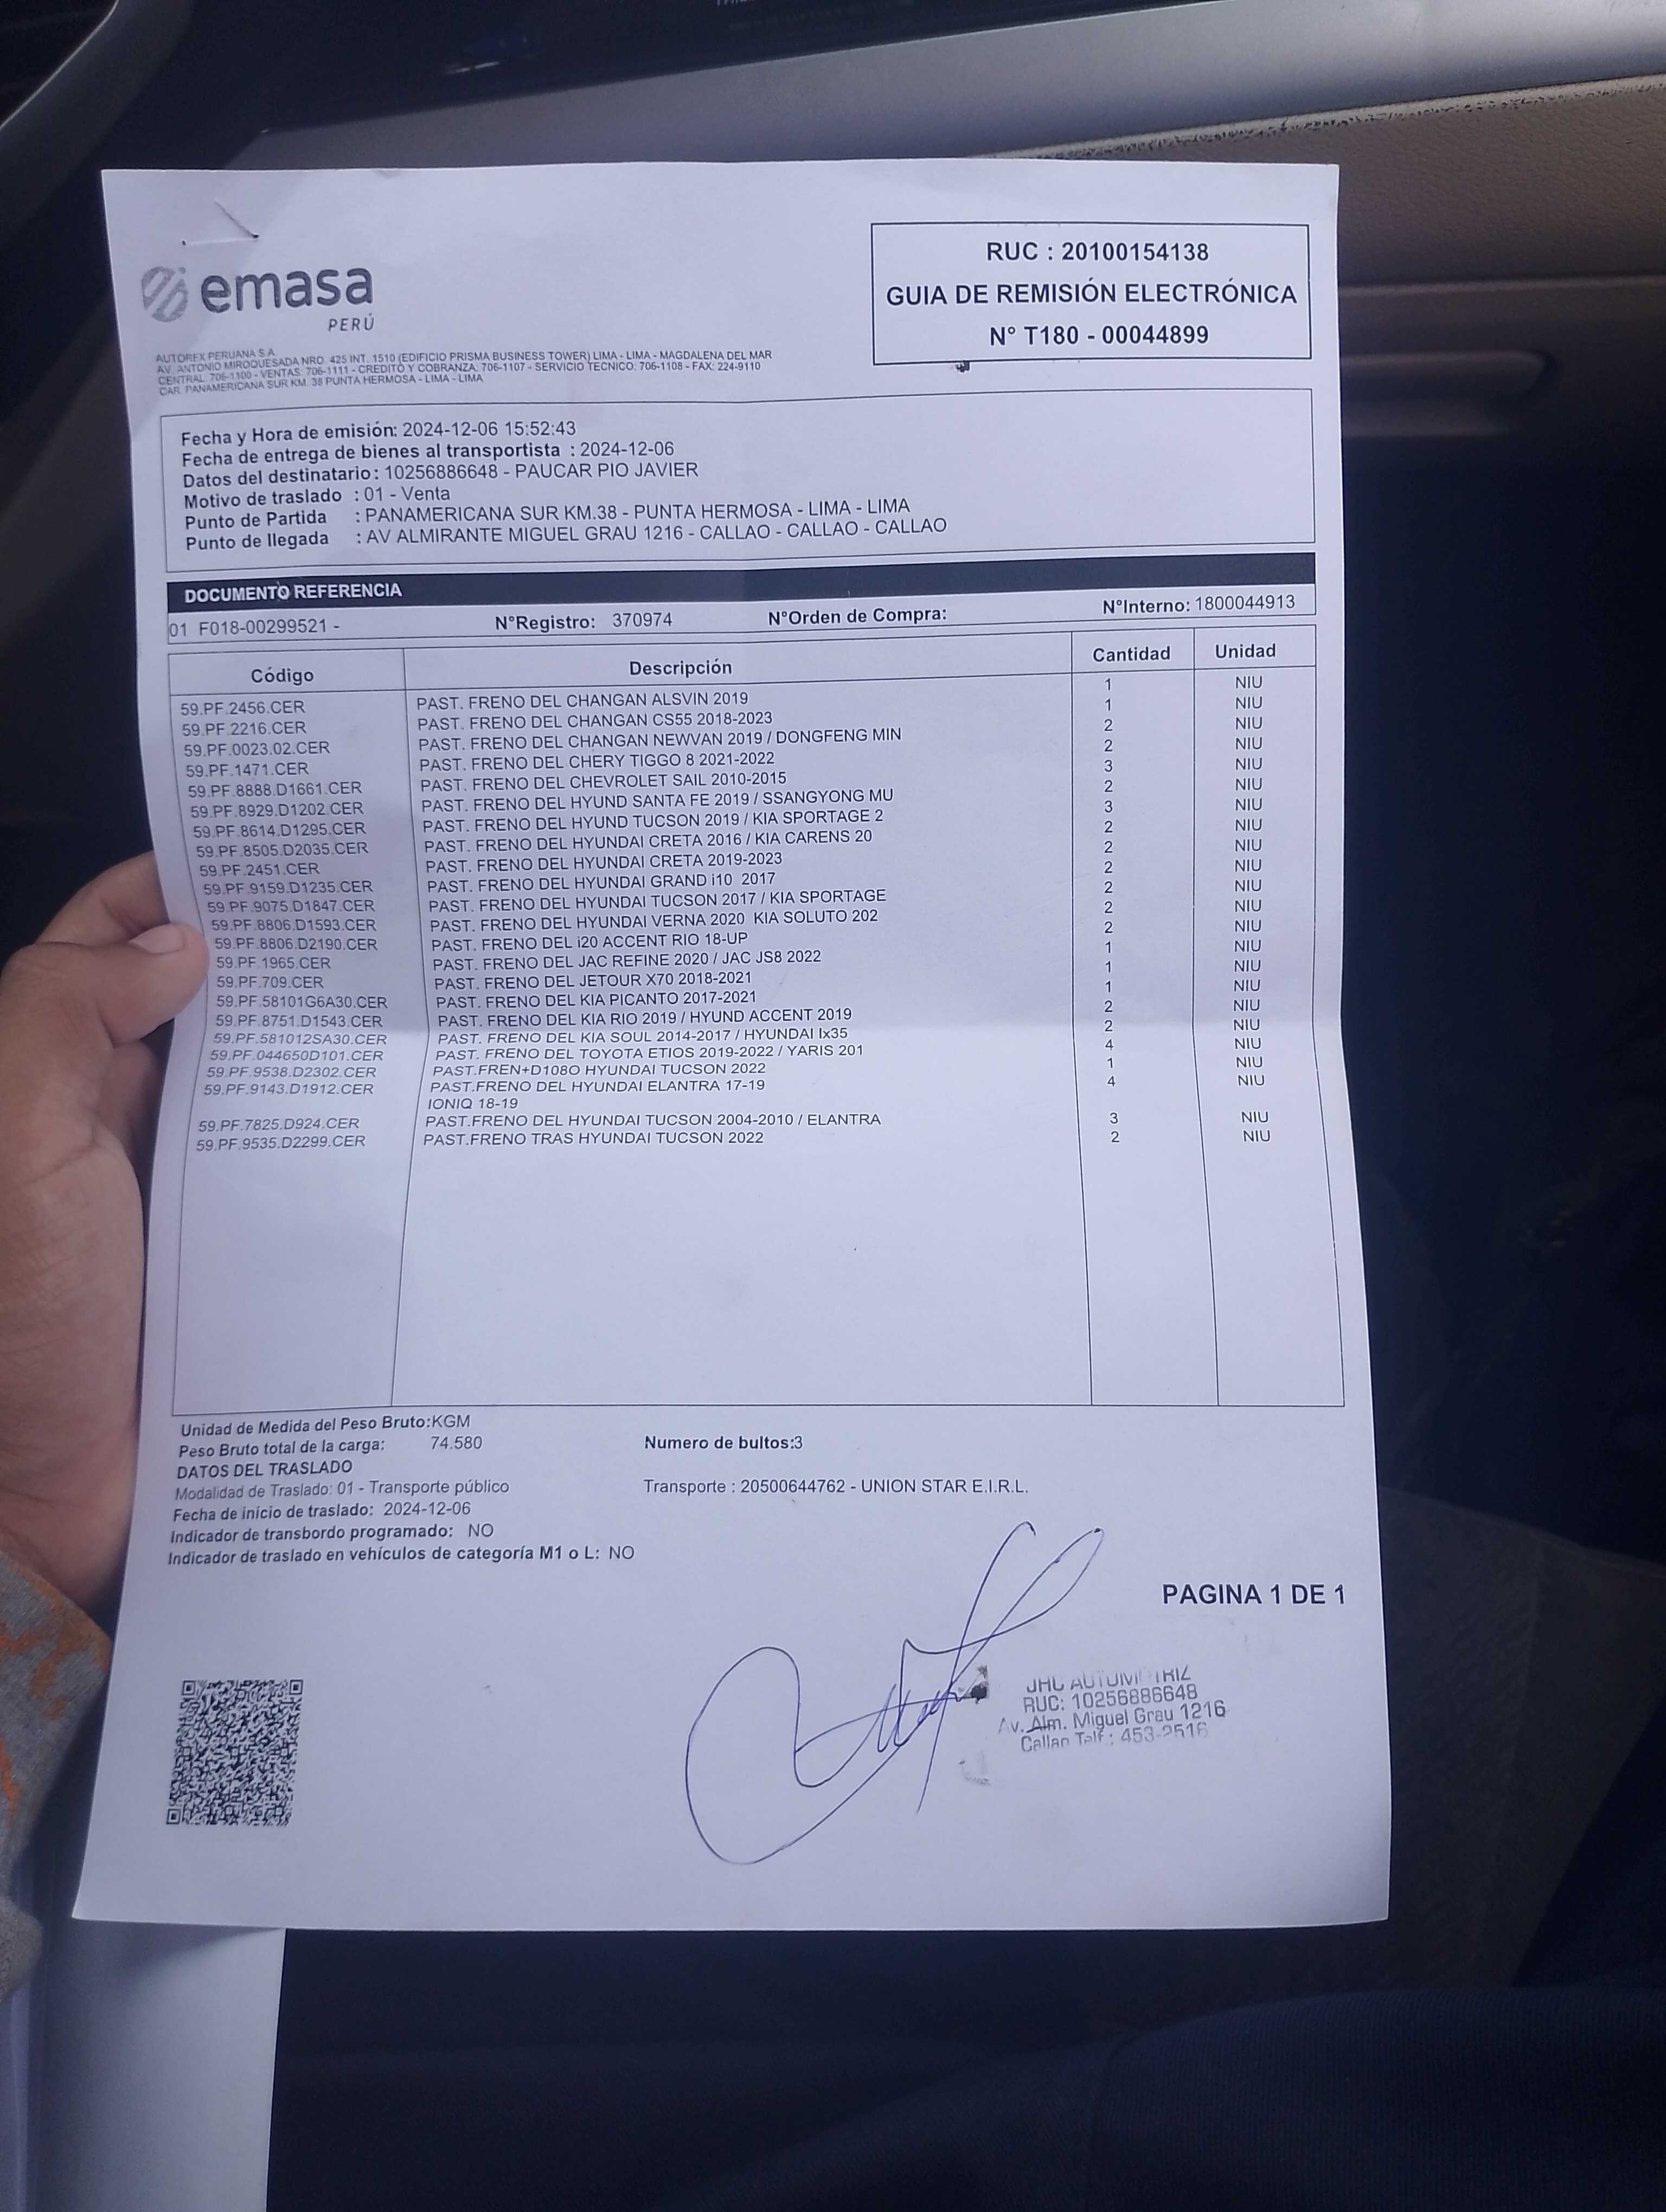 emasa
PERÚ
RUC : 20100154138
GUIA DE REMISIÓN ELECTRÓNICA
N° T180 - 00044899
AUTOREX PERUANA S.A.
AV. ANTONIO MIROQUESADA NRO. 425 INT. 1510 (EDIFICIO PRISMA BUSINESS TOWER) LIMA - LIMA - MAGDALENA DEL MAR
CENTRAL: 706-1100 - VENTAS: 706-1111 - CREDITO Y COBRANZA: 706-1107 - SERVICIO TECNICO: 706-1108 - FAX: 224-9110
CAR. PANAMERICANA SUR KM. 38 PUNTA HERMOSA - LIMA - LIMA
Fecha y Hora de emisión: 2024-12-06 15:52:43
Fecha de entrega de bienes al transportista : 2024-12-06
Datos del destinatario: 10256886648 - PAUCAR PIO JAVIER
Motivo de traslado : 01 - Venta
Punto de Partida : PANAMERICANA SUR KM.38 - PUNTA HERMOSA - LIMA - LIMA
Punto de llegada : AV ALMIRANTE MIGUEL GRAU 1216 - CALLAO - CALLAO - CALLAO
DOCUMENTO REFERENCIA
01 F018-00299521 - N°Registro: 370974 N°Orden de Compra: N°Interno: 1800044913
Código Descripción Cantidad Unidad
59.PF.2456.CER PAST. FRENO DEL CHANGAN ALSVIN 2019 1 NIU
59.PF.2216.CER PAST. FRENO DEL CHANGAN CS55 2018-2023 1 NIU
59.PF.0023.02.CER PAST. FRENO DEL CHANGAN NEWVAN 2019 / DONGFENG MIN 2 NIU
59.PF.1471.CER PAST. FRENO DEL CHERY TIGGO 8 2021-2022 2 NIU
59.PF.8888.D1661.CER PAST. FRENO DEL CHEVROLET SAIL 2010-2015 3 NIU
59.PF.8929.D1202.CER PAST. FRENO DEL HYUND SANTA FE 2019 / SSANGYONG MU 2 NIU
59.PF.8614.D1295.CER PAST. FRENO DEL HYUND TUCSON 2019 / KIA SPORTAGE 2 3 NIU
59.PF.8505.D2035.CER PAST. FRENO DEL HYUNDAI CRETA 2016 / KIA CARENS 20 2 NIU
59.PF.2451.CER PAST. FRENO DEL HYUNDAI CRETA 2019-2023 2 NIU
59.PF.9159.D1235.CER PAST. FRENO DEL HYUNDAI GRAND i10 2017 2 NIU
59.PF.9075.D1847.CER PAST. FRENO DEL HYUNDAI TUCSON 2017 / KIA SPORTAGE 2 NIU
59.PF.8806.D1593.CER PAST. FRENO DEL HYUNDAI VERNA 2020 KIA SOLUTO 202 2 NIU
59.PF.8806.D2190.CER PAST. FRENO DEL i20 ACCENT RIO 18-UP 2 NIU
59.PF.1965.CER PAST. FRENO DEL JAC REFINE 2020 / JAC JS8 2022 1 NIU
59.PF.709.CER PAST. FRENO DEL JETOUR X70 2018-2021 1 NIU
59.PF.58101G6A30.CER PAST. FRENO DEL KIA PICANTO 2017-2021 1 NIU
59.PF.8751.D1543.CER PAST. FRENO DEL KIA RIO 2019 / HYUND ACCENT 2019 2 NIU
59.PF.581012SA30.CER PAST. FRENO DEL KIA SOUL 2014-2017 / HYUNDAI Ix35 2 NIU
59.PF.044650D101.CER PAST. FRENO DEL TOYOTA ETIOS 2019-2022 / YARIS 201 4 NIU
59.PF.9538.D2302.CER PAST.FREN+D108O HYUNDAI TUCSON 2022 1 NIU
59.PF.9143.D1912.CER PAST.FRENO DEL HYUNDAI ELANTRA 17-19 4 NIU
IONIQ 18-19
59.PF.7825.D924.CER PAST.FRENO DEL HYUNDAI TUCSON 2004-2010 / ELANTRA 3 NIU
59.PF.9535.D2299.CER PAST.FRENO TRAS HYUNDAI TUCSON 2022 2 NIU
Unidad de Medida del Peso Bruto:KGM
Peso Bruto total de la carga: 74.580 Numero de bultos:3
DATOS DEL TRASLADO
Modalidad de Traslado: 01 - Transporte público Transporte : 20500644762 - UNION STAR E.I.R.L.
Fecha de inicio de traslado: 2024-12-06
Indicador de transbordo programado: NO
Indicador de traslado en vehículos de categoría M1 o L: NO
PAGINA 1 DE 1
JHC AUTOMOTRIZ
RUC: 10256886648
Av. Alm. Miguel Grau 1216
Callao Telf.: 453-2516